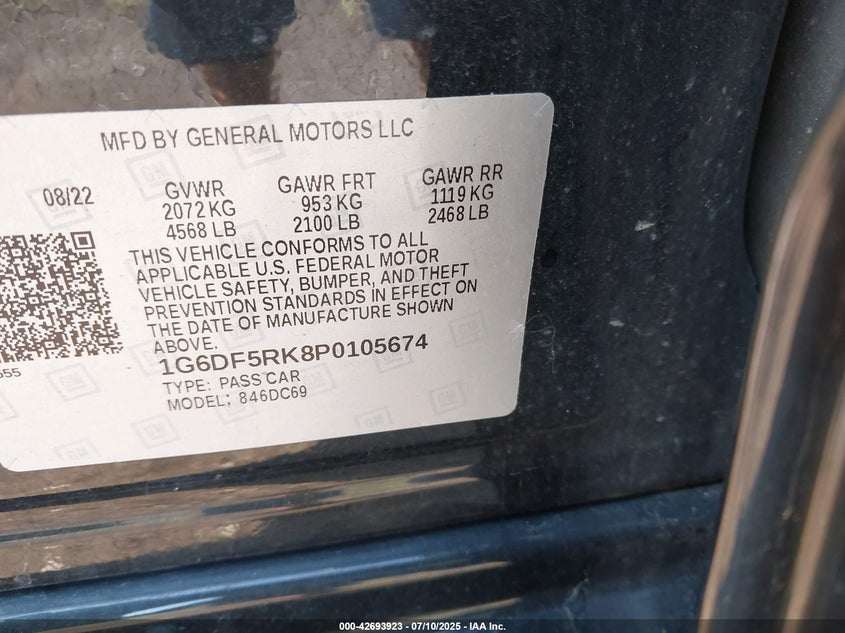 MFD BY GENERAL MOTORS LLC
08/22 GVWR GAWR FRT GAWR RR
2072 KG 953 KG 1119 KG
4568 LB 2100 LB 2468 LB
THIS VEHICLE CONFORMS TO ALL
APPLICABLE U.S. FEDERAL MOTOR
VEHICLE SAFETY, BUMPER, AND THEFT
PREVENTION STANDARDS IN EFFECT ON
THE DATE OF MANUFACTURE SHOWN
ABOVE.
1G6DF5RK8P0105674
TYPE: PASS CAR
MODEL: 846DC69
000-42693923 / 07/10/2025 - IAA Inc.